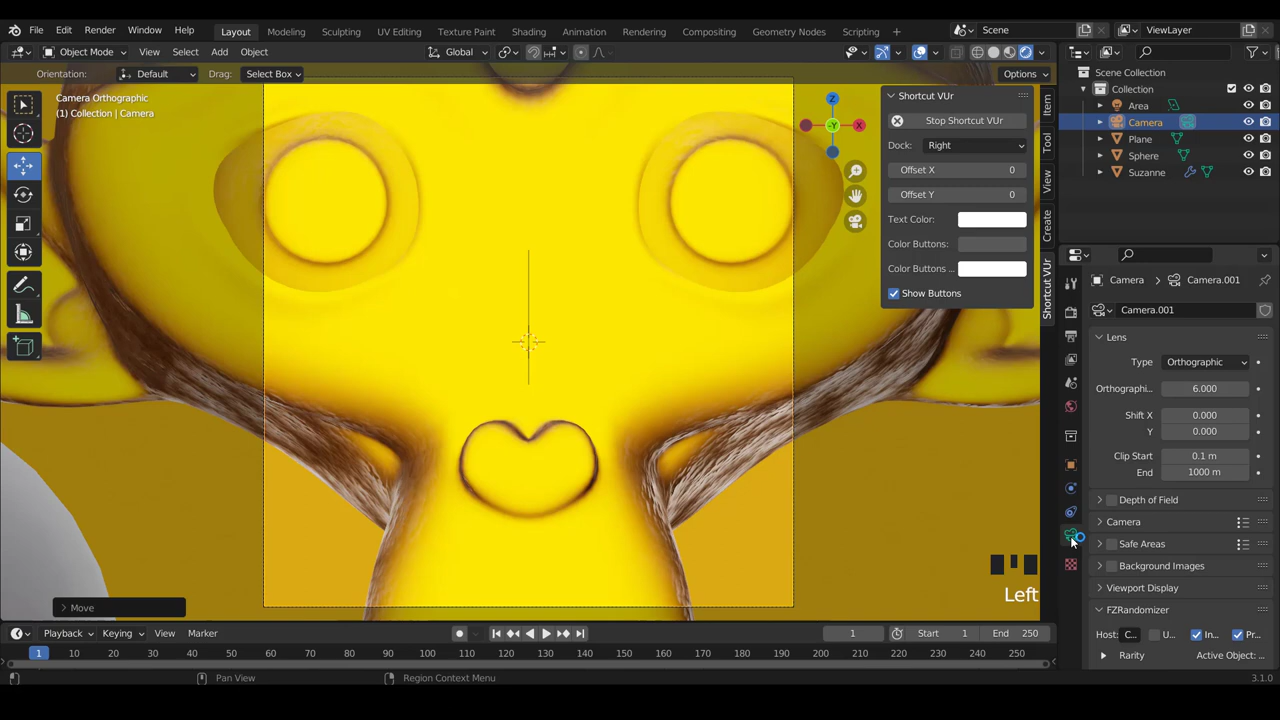 File Edit Render Window Help
Layout Modeling Sculpting UV Editing Texture Paint Shading Animation Rendering Compositing Geometry Nodes Scripting
Scene
ViewLayer
Object Mode View Select Add Object
Global
Orientation: Default Drag: Select Box
Options
Camera Orthographic
(1) Collection | Camera
Shortcut VUr
Stop Shortcut VUr
Dock: Right
Offset X 0
Offset Y 0
Text Color:
Color Buttons:
Color Buttons ...
Show Buttons
Item
Tool
View
Create
Shortcut VUr
Z
X
-Y
Scene Collection
Collection
Area
Camera
Plane
Sphere
Suzanne
Camera Camera.001
Camera.001
Lens
Type Orthographic
Orthographi... 6.000
Shift X 0.000
Y 0.000
Clip Start 0.1 m
End 1000 m
Depth of Field
Camera
Safe Areas
Background Images
Viewport Display
FZRandomizer
Host: C... U... In... Pr...
Rarity Active Object: ...
Left
Move
Playback Keying View Marker
1
Start 1 End 250
1 10 20 30 40 50 60 70 80 90 100 110 120 130 140 150 160 170 180 190 200 210 220 230 240 250
Pan View
Region Context Menu
3.1.0